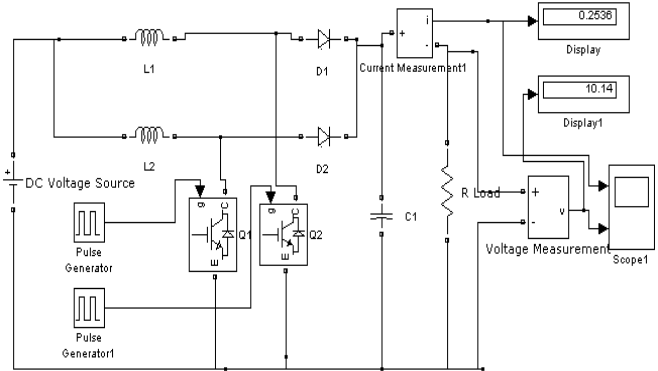 0.2536
Display
i
+
-
Current Measurement1
L1
D1
10.14
Display1
L2
D2
+
DC Voltage Source
R Load
C1
+
-
v
Voltage Measurement
Scope1
g
C
E
Q1
g
C
E
Q2
Pulse
Generator
Pulse
Generator1